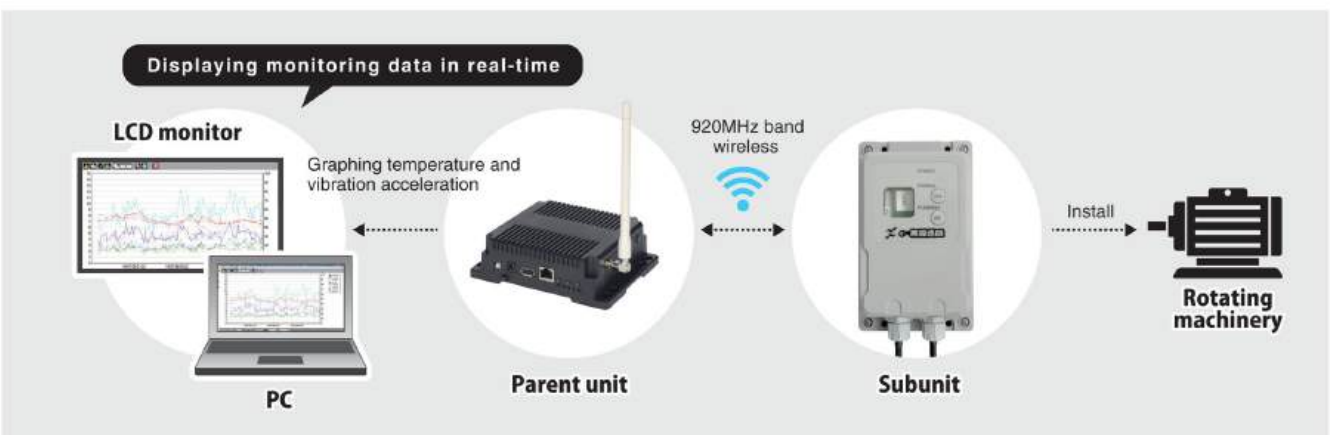 Displaying monitoring data in real-time
LCD monitor
Graphing temperature and
vibration acceleration
920MHz band
wireless
Install
PC
Parent unit
Subunit
Rotating
machinery